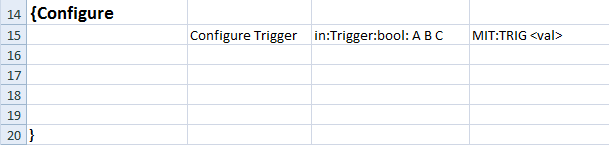 14 {Configure
15 Configure Trigger in:Trigger:bool: A B C MIT:TRIG <val>
16
17
18
19
20 }